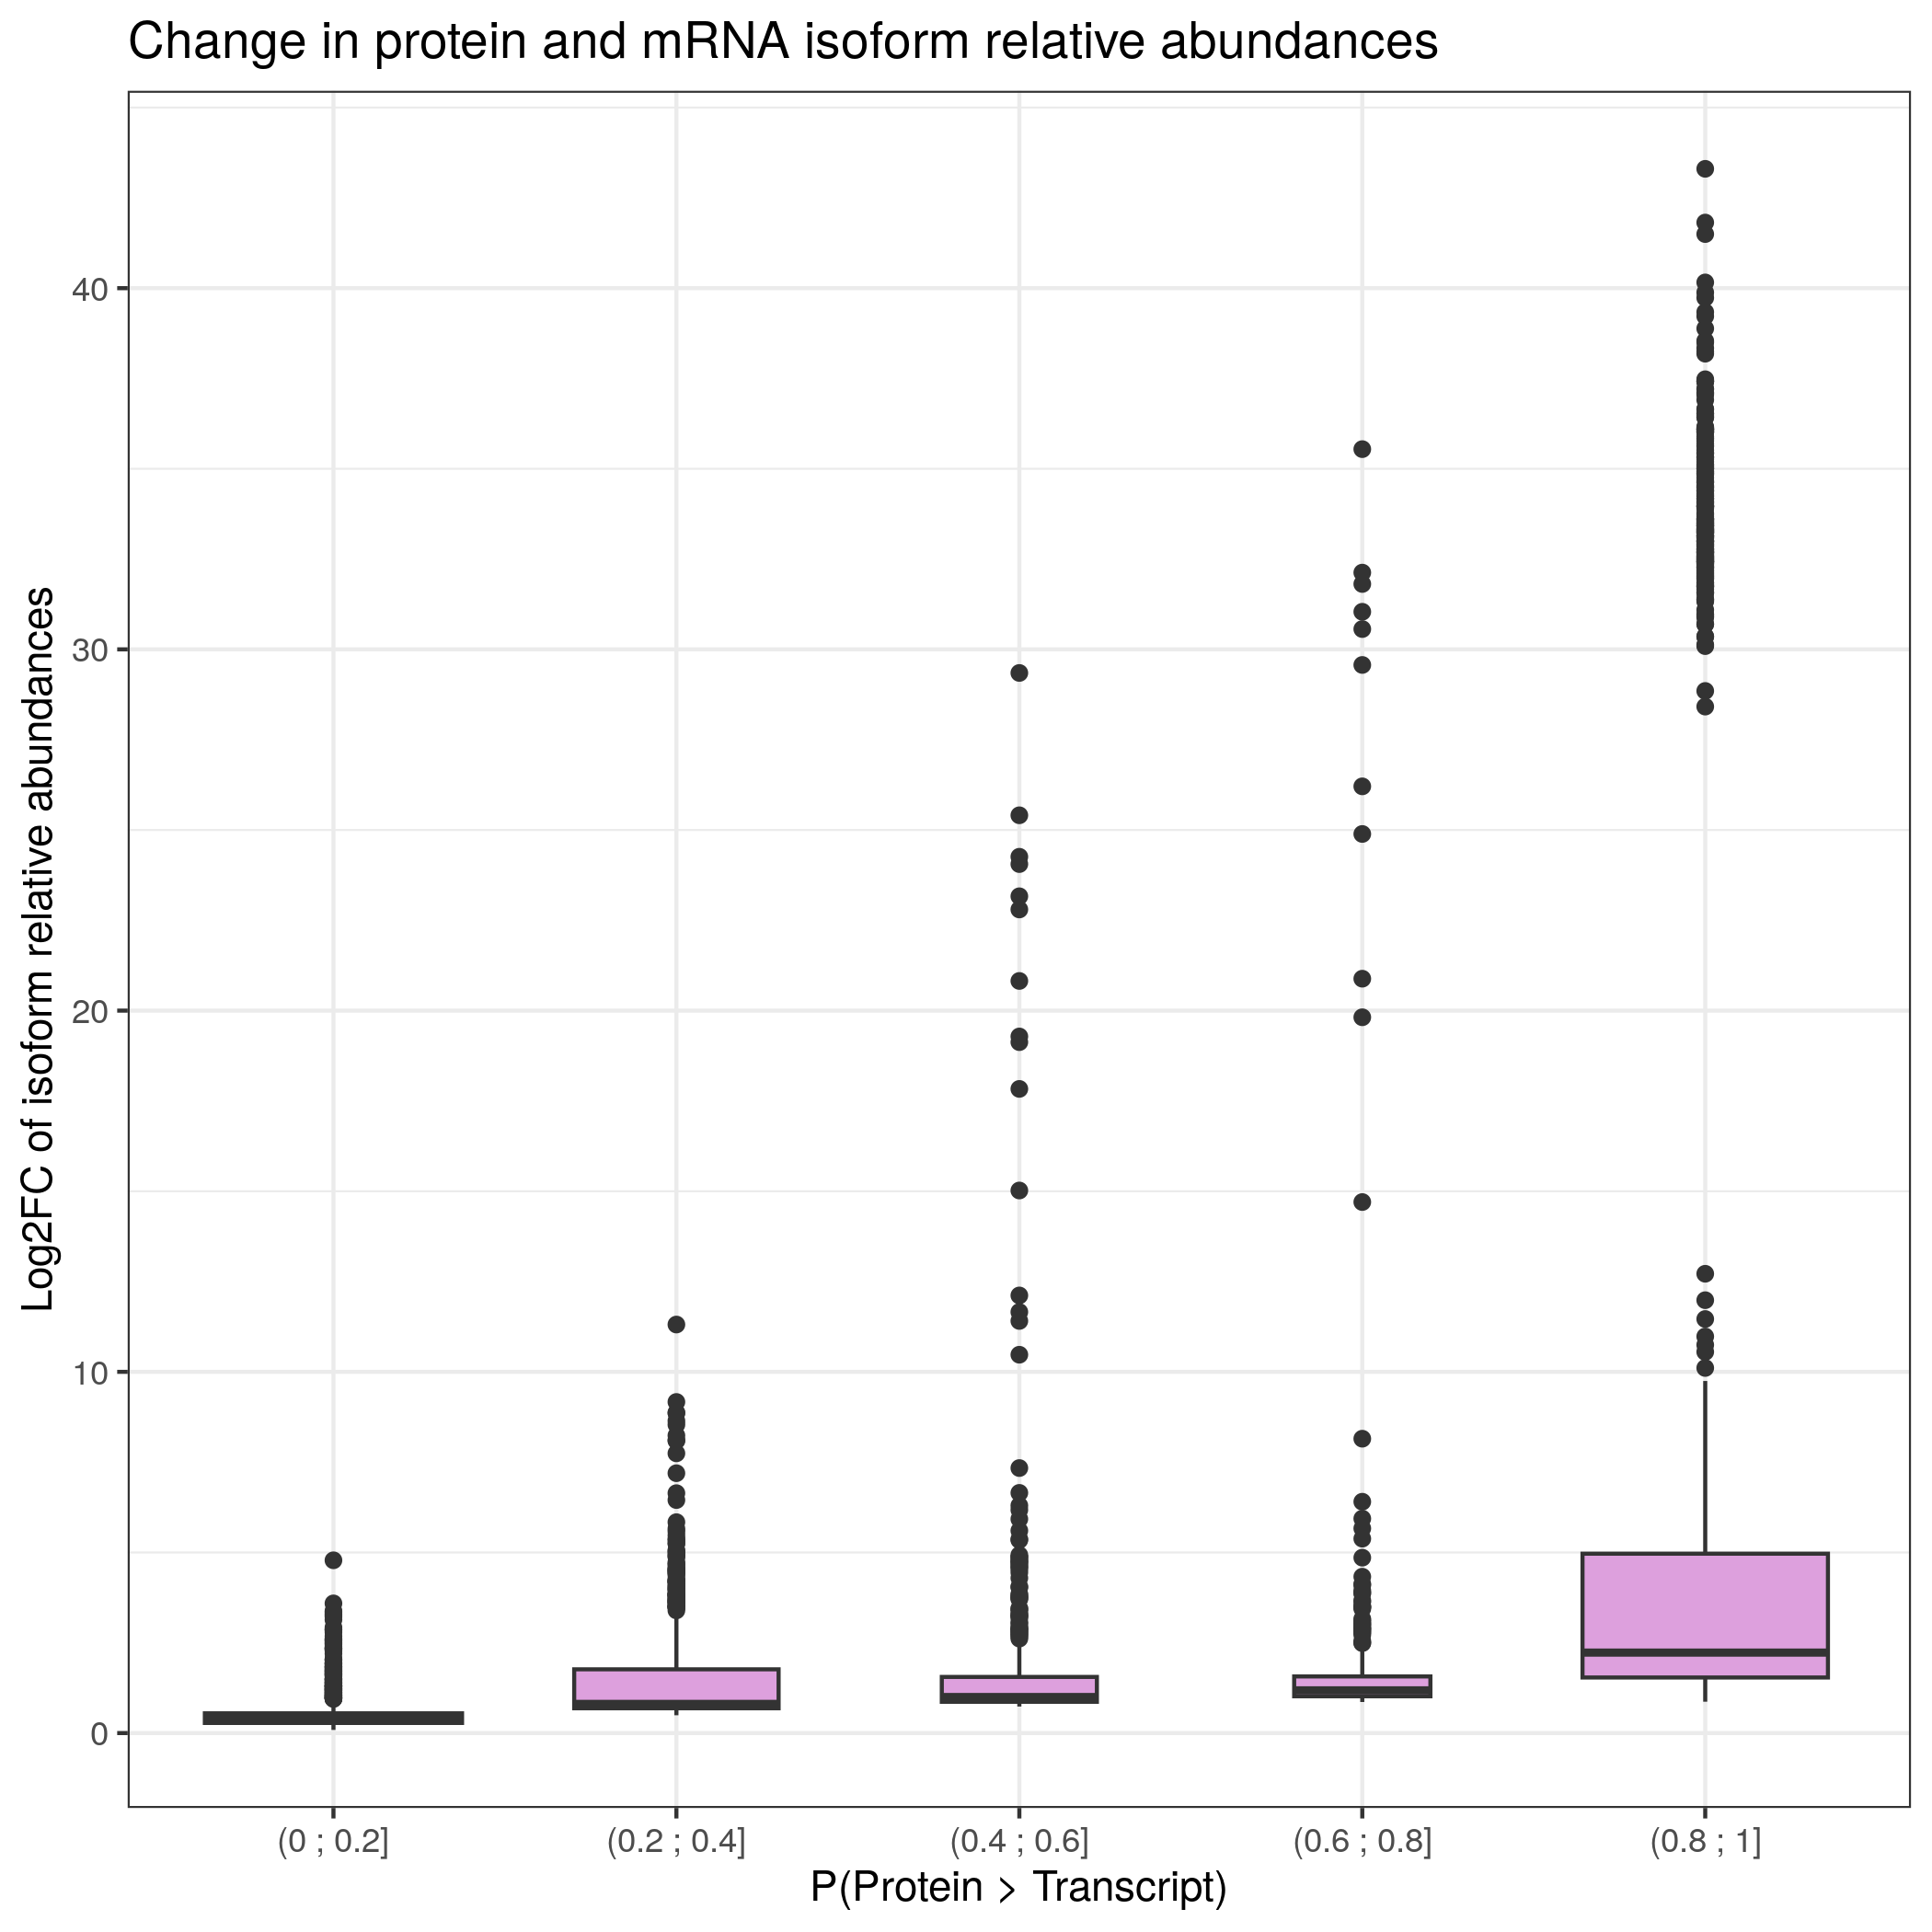 Change in protein and mRNA isoform relative abundances
Log2FC of isoform relative abundances
40
30
20
10
0
(0 ; 0.2]
(0.2 ; 0.4]
(0.4 ; 0.6]
(0.6 ; 0.8]
(0.8 ; 1]
P(Protein > Transcript)